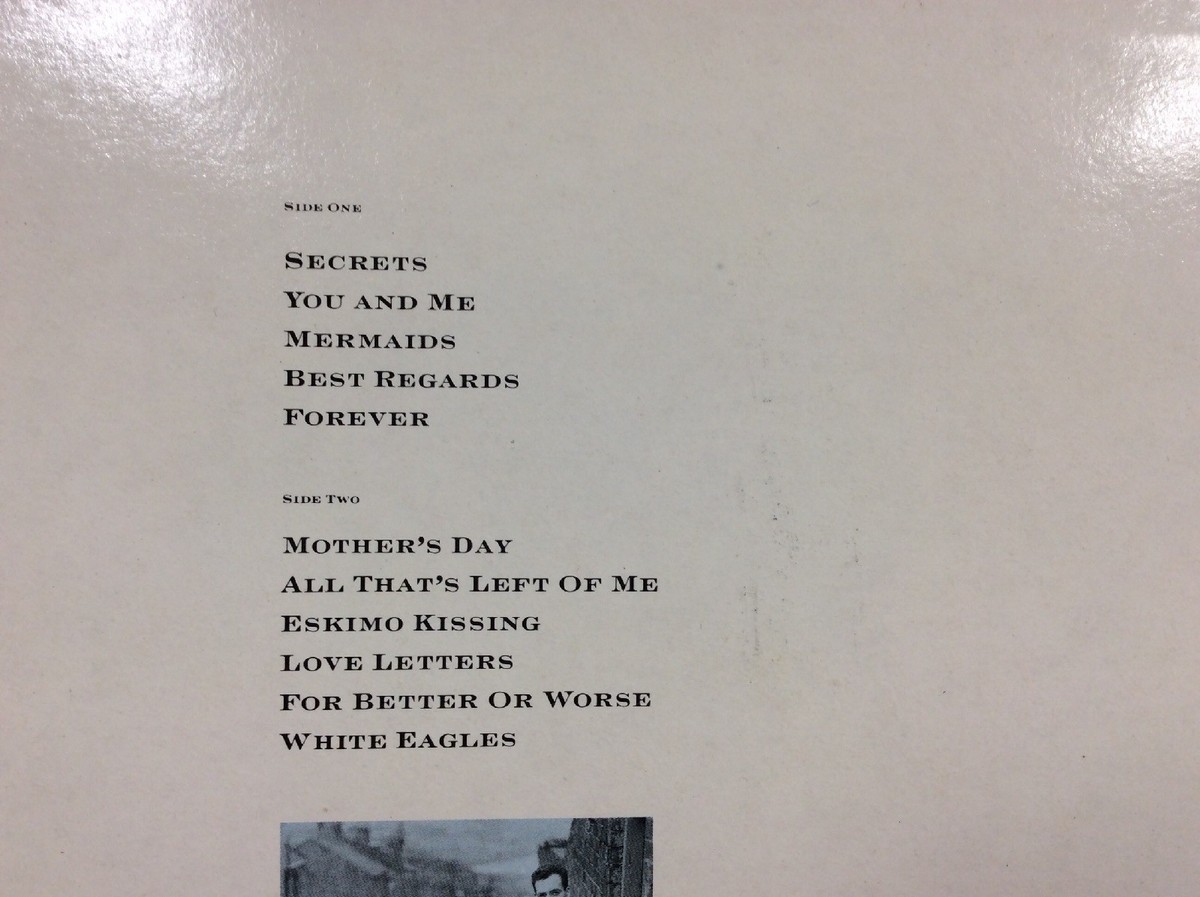 Side One
Secrets
You and Me
Mermaids
Best Regards
Forever
Side Two
Mother’s Day
All That’s Left Of Me
Eskimo Kissing
Love Letters
For Better Or Worse
White Eagles